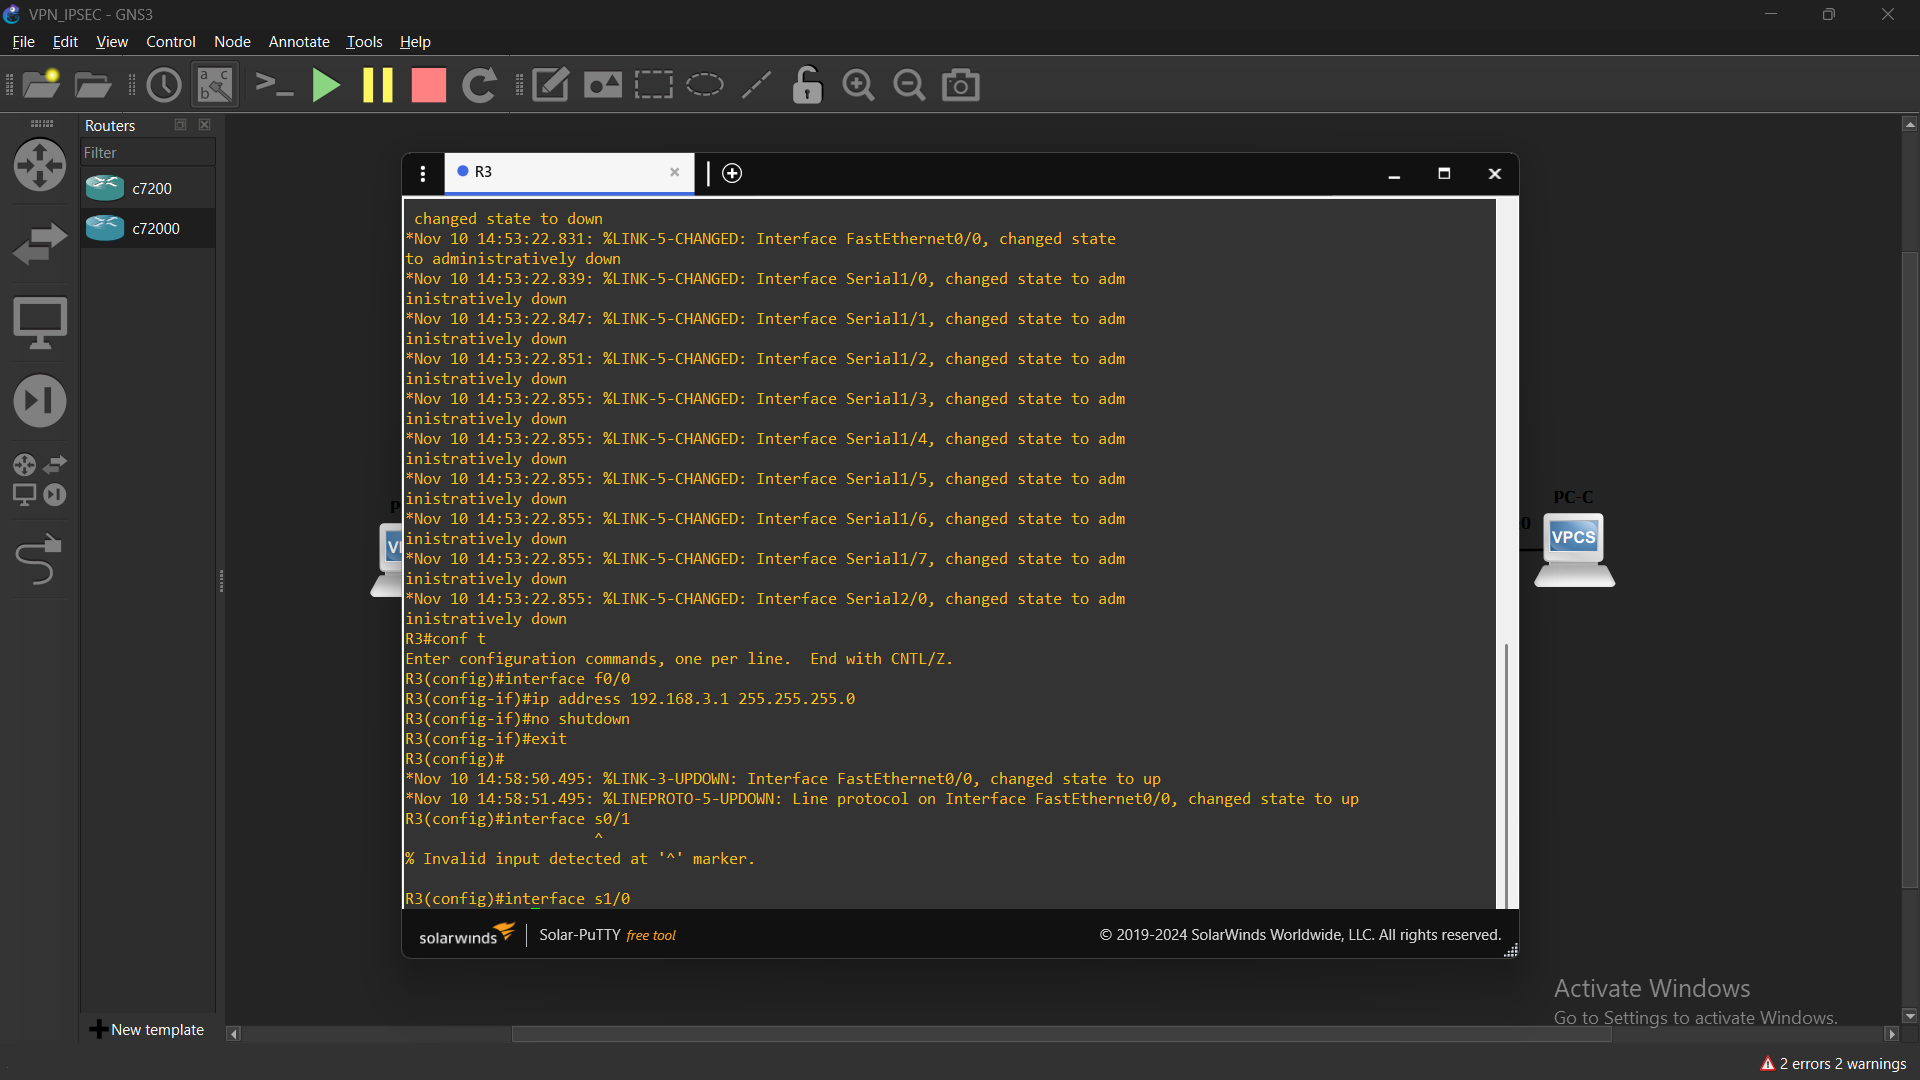 VPN_IPSEC - GNS3
File Edit View Control Node Annotate Tools Help
a c
b
Routers
Filter
c7200
c72000
New template
R3
changed state to down
*Nov 10 14:53:22.831: %LINK-5-CHANGED: Interface FastEthernet0/0, changed state
to administratively down
*Nov 10 14:53:22.839: %LINK-5-CHANGED: Interface Serial1/0, changed state to adm
inistratively down
*Nov 10 14:53:22.847: %LINK-5-CHANGED: Interface Serial1/1, changed state to adm
inistratively down
*Nov 10 14:53:22.851: %LINK-5-CHANGED: Interface Serial1/2, changed state to adm
inistratively down
*Nov 10 14:53:22.855: %LINK-5-CHANGED: Interface Serial1/3, changed state to adm
inistratively down
*Nov 10 14:53:22.855: %LINK-5-CHANGED: Interface Serial1/4, changed state to adm
inistratively down
*Nov 10 14:53:22.855: %LINK-5-CHANGED: Interface Serial1/5, changed state to adm
inistratively down
*Nov 10 14:53:22.855: %LINK-5-CHANGED: Interface Serial1/6, changed state to adm
inistratively down
*Nov 10 14:53:22.855: %LINK-5-CHANGED: Interface Serial1/7, changed state to adm
inistratively down
*Nov 10 14:53:22.855: %LINK-5-CHANGED: Interface Serial2/0, changed state to adm
inistratively down
R3#conf t
Enter configuration commands, one per line.  End with CNTL/Z.
R3(config)#interface f0/0
R3(config-if)#ip address 192.168.3.1 255.255.255.0
R3(config-if)#no shutdown
R3(config-if)#exit
R3(config)#
*Nov 10 14:58:50.495: %LINK-3-UPDOWN: Interface FastEthernet0/0, changed state to up
*Nov 10 14:58:51.495: %LINEPROTO-5-UPDOWN: Line protocol on Interface FastEthernet0/0, changed state to up
R3(config)#interface s0/1
^
% Invalid input detected at '^' marker.
R3(config)#interface s1/0
solarwinds
Solar-PuTTY free tool
© 2019-2024 SolarWinds Worldwide, LLC. All rights reserved.
PC-C
VPCS
Activate Windows
Go to Settings to activate Windows.
2 errors 2 warnings